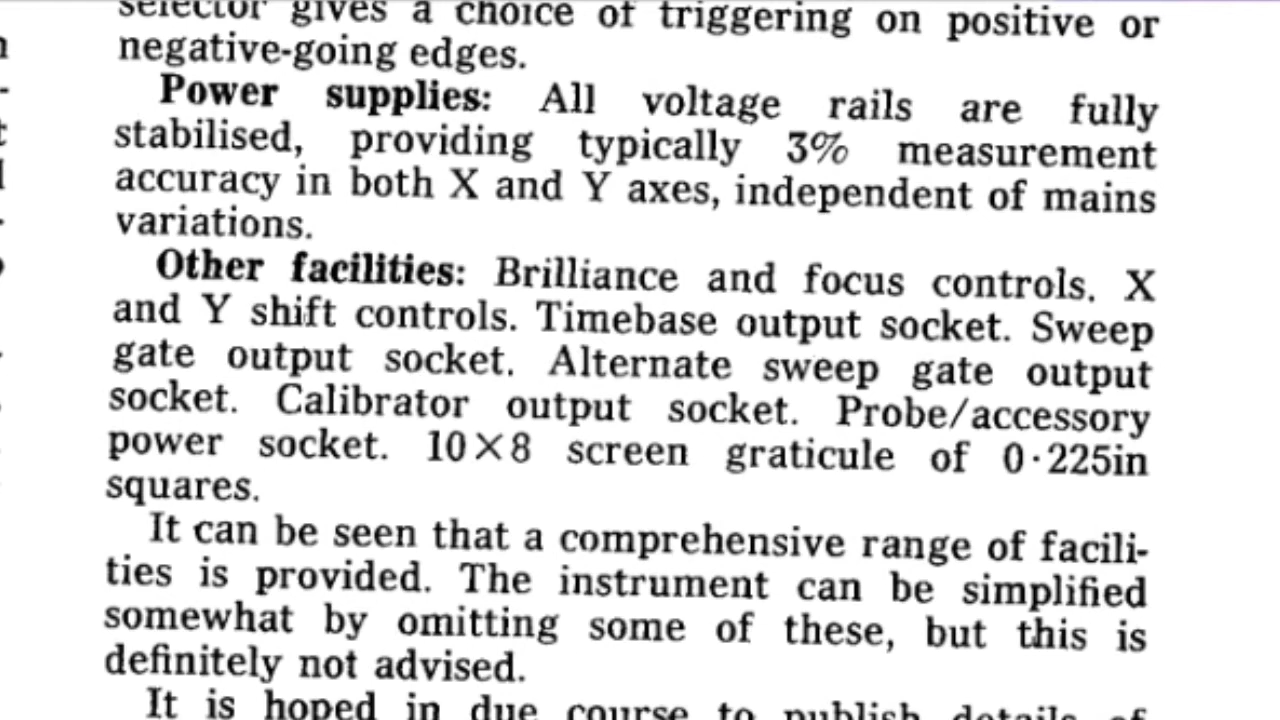 selector gives a choice of triggering on positive or
negative-going edges.
Power supplies: All voltage rails are fully
stabilised, providing typically 3% measurement
accuracy in both X and Y axes, independent of mains
variations.
Other facilities: Brilliance and focus controls. X
and Y shift controls. Timebase output socket. Sweep
gate output socket. Alternate sweep gate output
socket. Calibrator output socket. Probe/accessory
power socket. 10×8 screen graticule of 0·225in
squares.
It can be seen that a comprehensive range of facili-
ties is provided. The instrument can be simplified
somewhat by omitting some of these, but this is
definitely not advised.
It is hoped in due course to publish details of